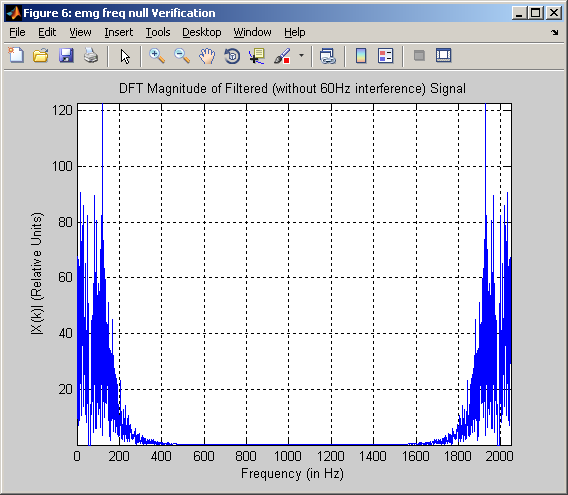 Figure 6: emg freq null Verification
File Edit View Insert Tools Desktop Window Help
DFT Magnitude of Filtered (without 60Hz interference) Signal
120
100
80
60
40
20
|X(k)| (Relative Units)
0 200 400 600 800 1000 1200 1400 1600 1800 2000
Frequency (in Hz)